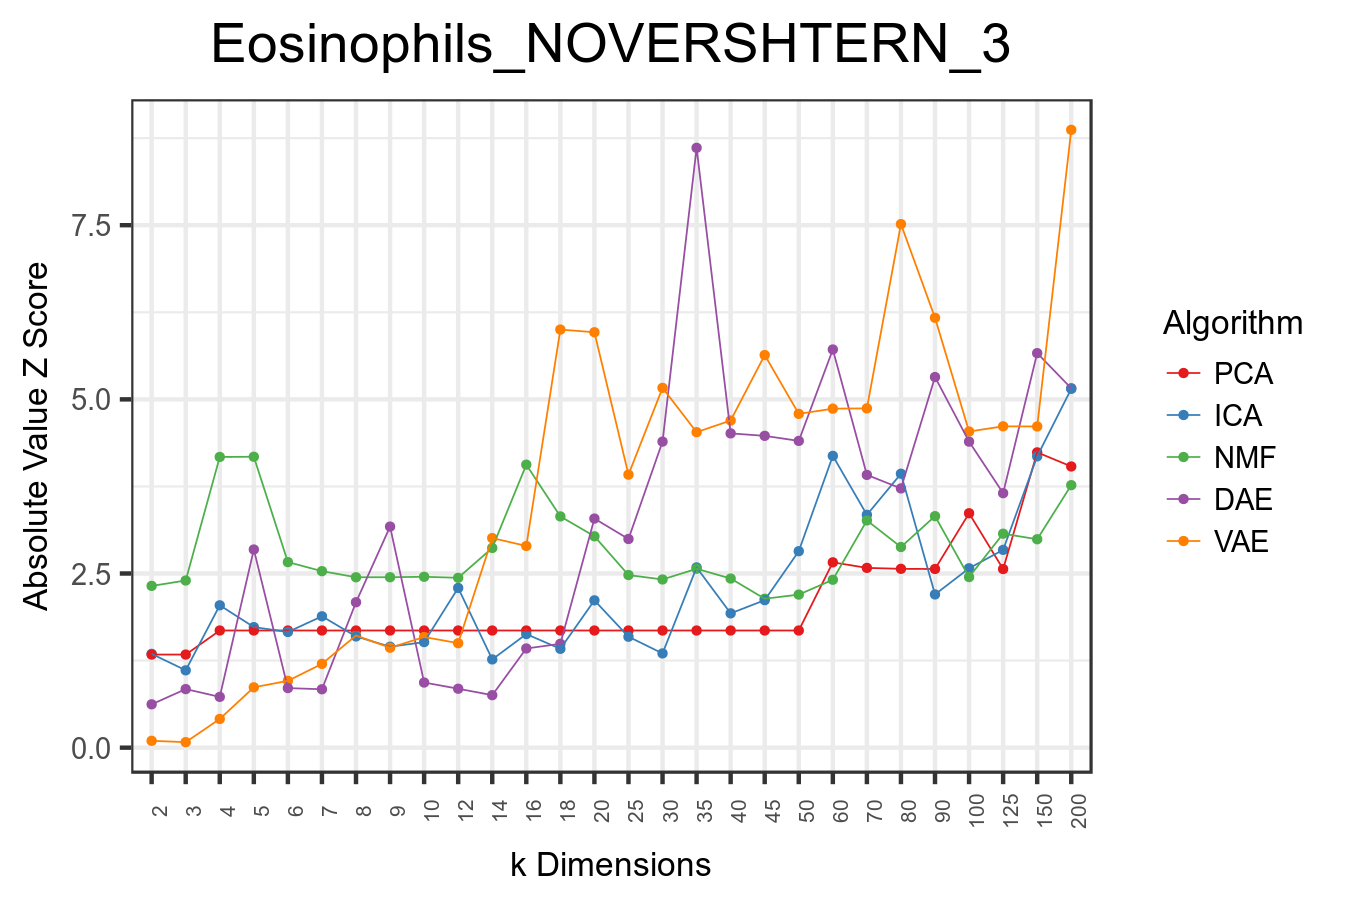 Eosinophils_NOVERSHTERN_3
Absolute Value Z Score
7.5
5.0
2.5
0.0
2 3 4 5 6 7 8 9 10 12 14 16 18 20 25 30 35 40 45 50 60 70 80 90 100 125 150 200
k Dimensions
Algorithm
PCA
ICA
NMF
DAE
VAE